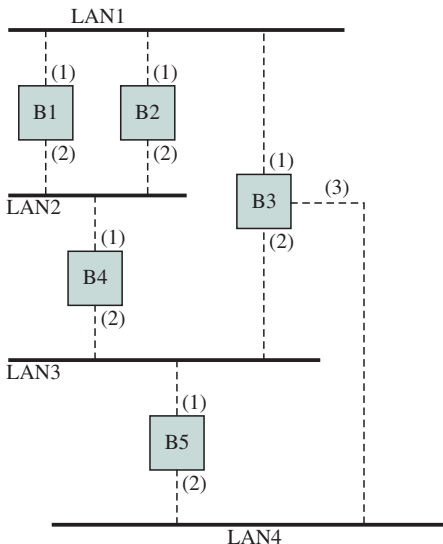 LAN1
(1) (1)
B1 B2
(2) (2) (1) (3)
LAN2 B3
(1) (2)
B4
(2)
LAN3
(1)
B5
(2)
LAN4